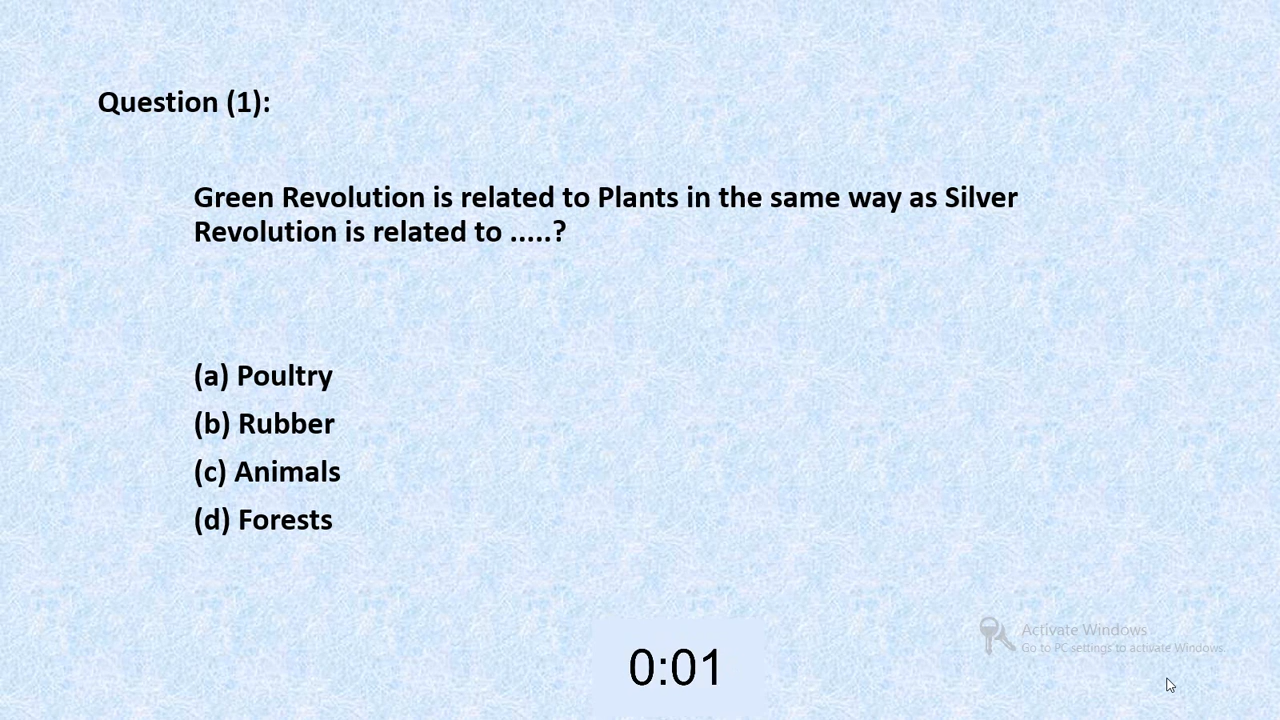 Question (1):
Green Revolution is related to Plants in the same way as Silver
Revolution is related to .....?
(a) Poultry
(b) Rubber
(c) Animals
(d) Forests
Activate Windows
Go to PC settings to activate Windows.
0:01